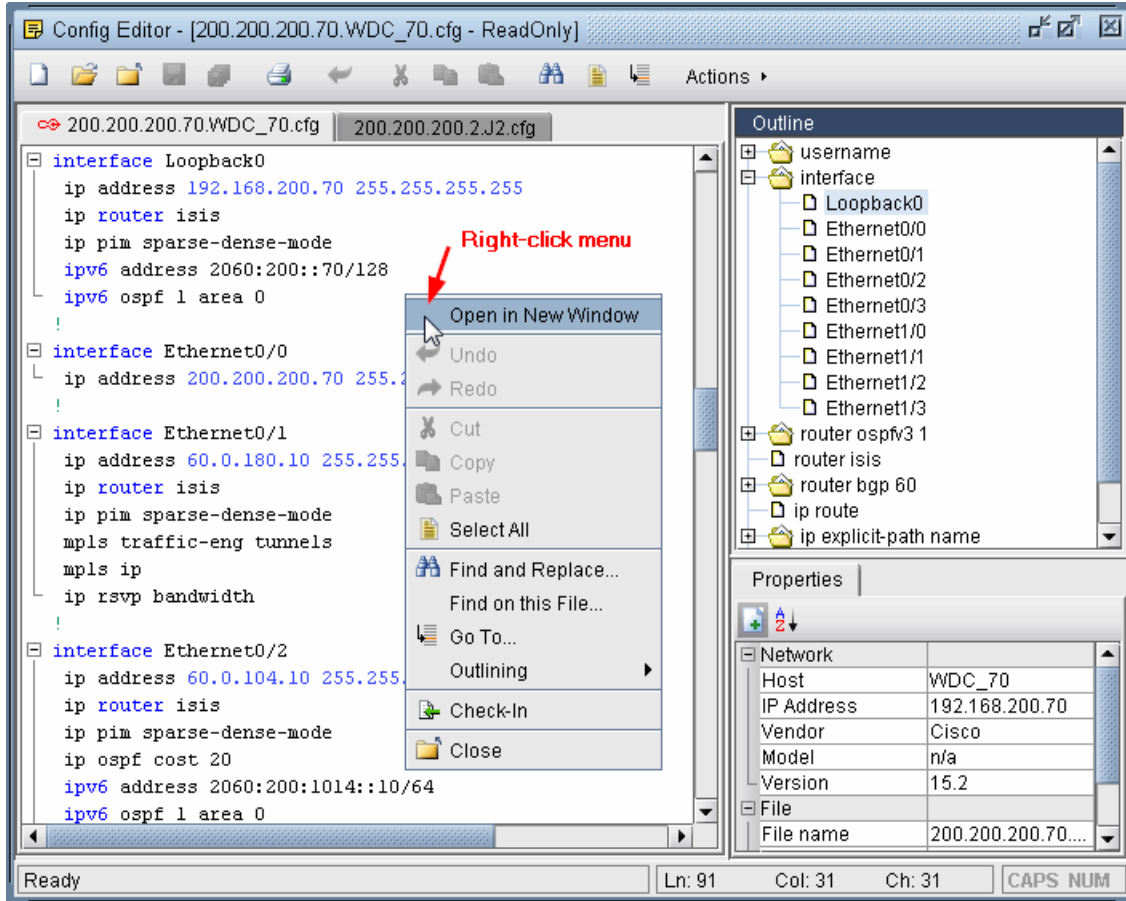 Config Editor - [200.200.200.70.WDC_70.cfg - ReadOnly]
Actions
200.200.200.70.WDC_70.cfg
200.200.200.2.J2.cfg
interface Loopback0
ip address 192.168.200.70 255.255.255.255
ip router isis
ip pim sparse-dense-mode
ipv6 address 2060:200::70/128
ipv6 ospf 1 area 0
!
interface Ethernet0/0
ip address 200.200.200.70 255.
!
interface Ethernet0/1
ip address 60.0.180.10 255.255.
ip router isis
ip pim sparse-dense-mode
mpls traffic-eng tunnels
mpls ip
ip rsvp bandwidth
!
interface Ethernet0/2
ip address 60.0.104.10 255.255.
ip router isis
ip pim sparse-dense-mode
ip ospf cost 20
ipv6 address 2060:200:1014::10/64
ipv6 ospf 1 area 0
Right-click menu
Open in New Window
Undo
Redo
Cut
Copy
Paste
Select All
Find and Replace...
Find on this File...
Go To...
Outlining
Check-In
Close
Outline
username
interface
Loopback0
Ethernet0/0
Ethernet0/1
Ethernet0/2
Ethernet0/3
Ethernet1/0
Ethernet1/1
Ethernet1/2
Ethernet1/3
router ospfv3 1
router isis
router bgp 60
ip route
ip explicit-path name
Properties
Network
Host WDC_70
IP Address 192.168.200.70
Vendor Cisco
Model n/a
Version 15.2
File
File name 200.200.200.70....
Ready
Ln: 91 Col: 31 Ch: 31 CAPS NUM